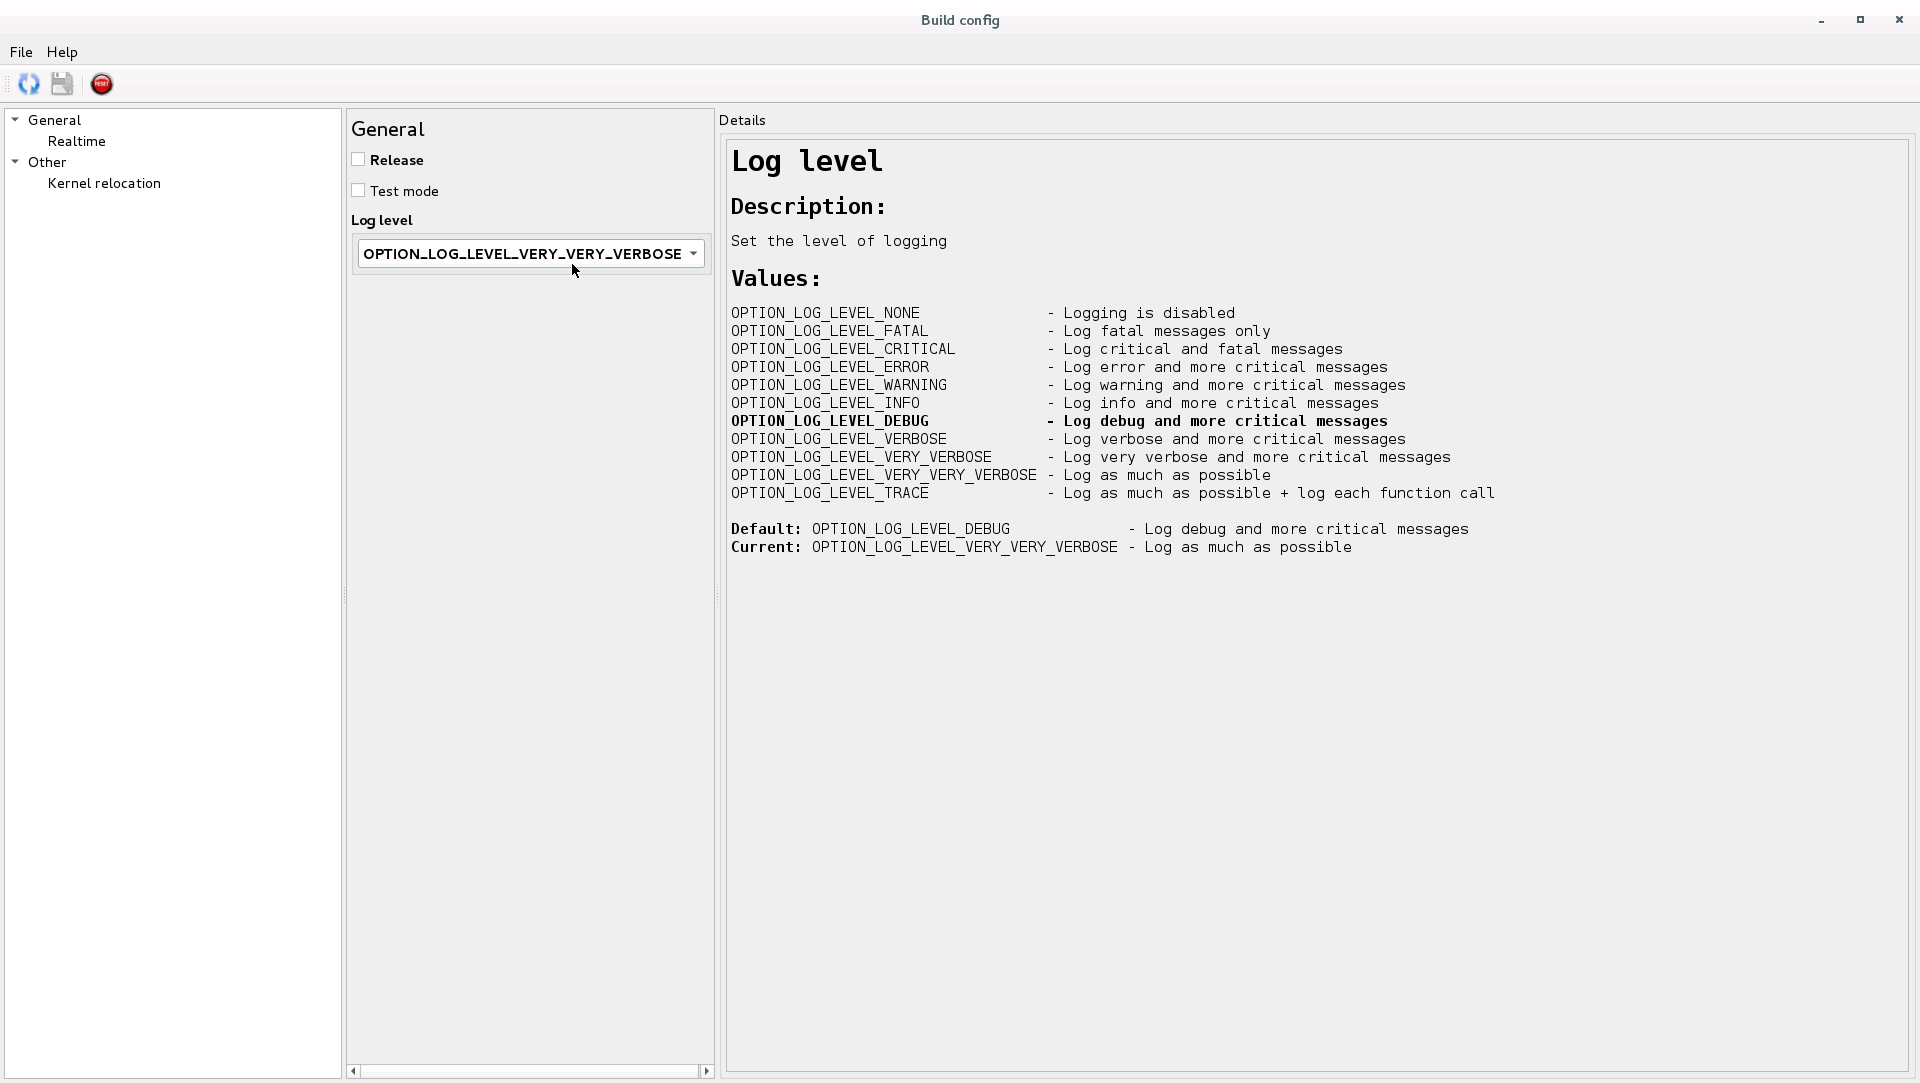 Build config
File Help
RESET
General
Realtime
Other
Kernel relocation
General
Release
Test mode
Log level
OPTION_LOG_LEVEL_VERY_VERY_VERBOSE
Details
Log level
Description:
Set the level of logging
Values:
OPTION_LOG_LEVEL_NONE - Logging is disabled
OPTION_LOG_LEVEL_FATAL - Log fatal messages only
OPTION_LOG_LEVEL_CRITICAL - Log critical and fatal messages
OPTION_LOG_LEVEL_ERROR - Log error and more critical messages
OPTION_LOG_LEVEL_WARNING - Log warning and more critical messages
OPTION_LOG_LEVEL_INFO - Log info and more critical messages
OPTION_LOG_LEVEL_DEBUG - Log debug and more critical messages
OPTION_LOG_LEVEL_VERBOSE - Log verbose and more critical messages
OPTION_LOG_LEVEL_VERY_VERBOSE - Log very verbose and more critical messages
OPTION_LOG_LEVEL_VERY_VERY_VERBOSE - Log as much as possible
OPTION_LOG_LEVEL_TRACE - Log as much as possible + log each function call
Default: OPTION_LOG_LEVEL_DEBUG - Log debug and more critical messages
Current: OPTION_LOG_LEVEL_VERY_VERY_VERBOSE - Log as much as possible